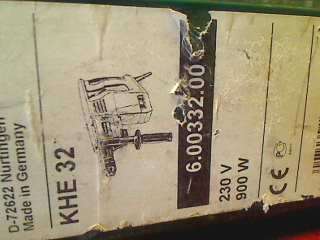 D-72622 Nürtingen
Made in Germany
KHE 32
6.00332.00
230 V
900 W
CE